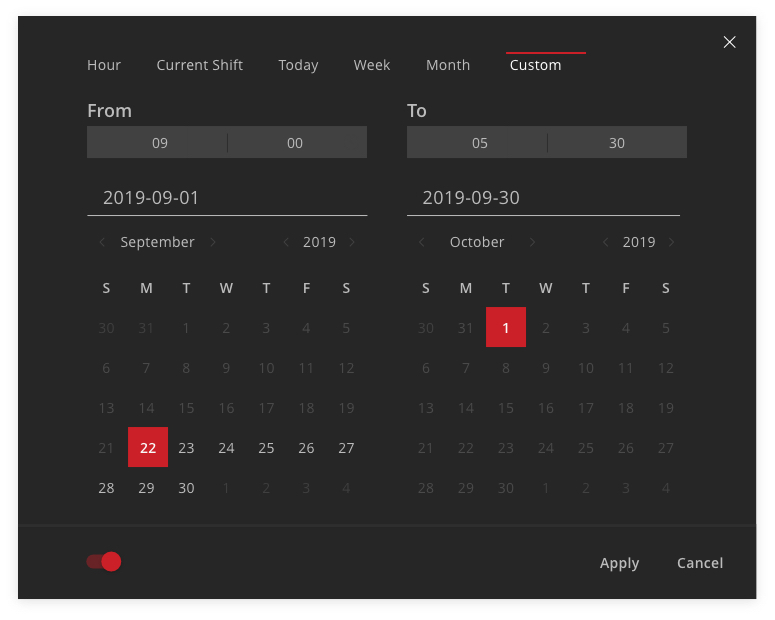 Hour Current Shift Today Week Month Custom
From
09 00
2019-09-01
September 2019
S M T W T F S
30 31 1 2 3 4 5
6 7 8 9 10 11 12
13 14 15 16 17 18 19
21 22 23 24 25 26 27
28 29 30 1 2 3 4
To
05 30
2019-09-30
October 2019
S M T W T F S
30 31 1 2 3 4 5
6 7 8 9 10 11 12
13 14 15 16 17 18 19
21 22 23 24 25 26 27
28 29 30 1 2 3 4
Apply Cancel